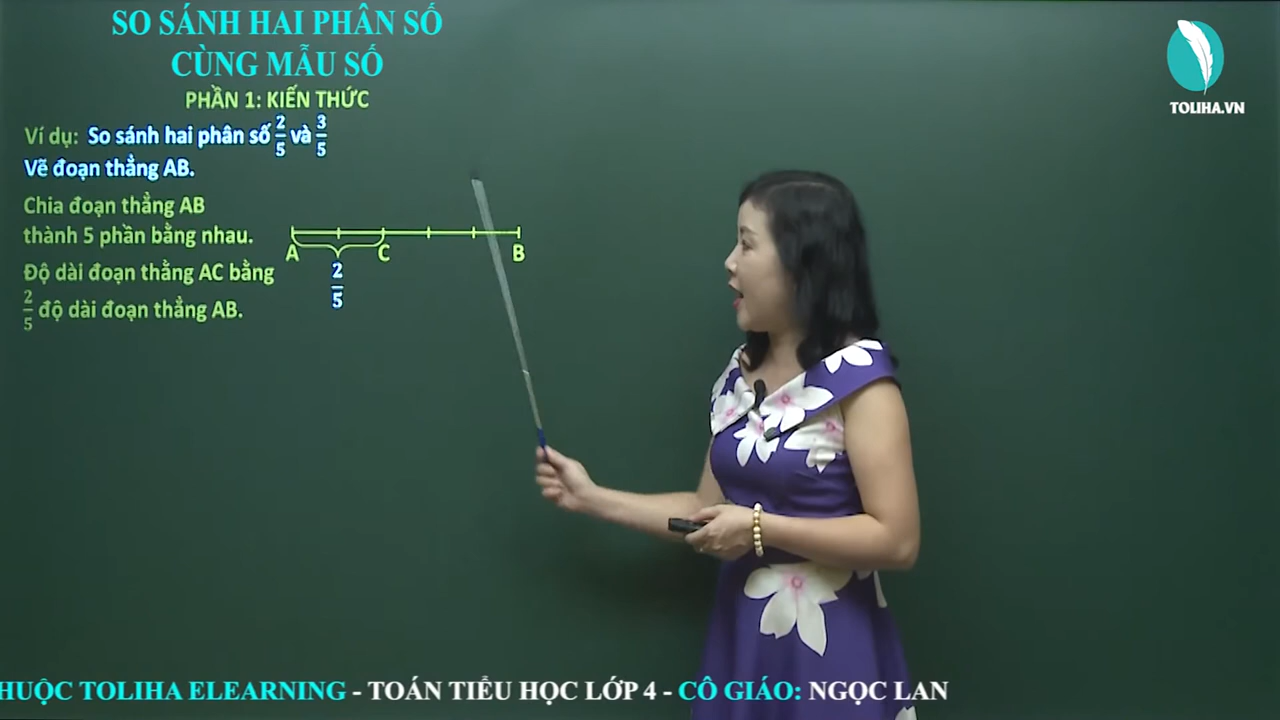 SO SÁNH HAI PHÂN SỐ
CÙNG MẪU SỐ
PHẦN 1: KIẾN THỨC
Ví dụ: So sánh hai phân số 2/5 và 3/5
Vẽ đoạn thẳng AB.
Chia đoạn thẳng AB
thành 5 phần bằng nhau.
Độ dài đoạn thẳng AC bằng
2/5 độ dài đoạn thẳng AB.
A C B
2/5
TOLIHA.VN
HUỘC TOLIHA ELEARNING - TOÁN TIỂU HỌC LỚP 4 - CÔ GIÁO: NGỌC LAN